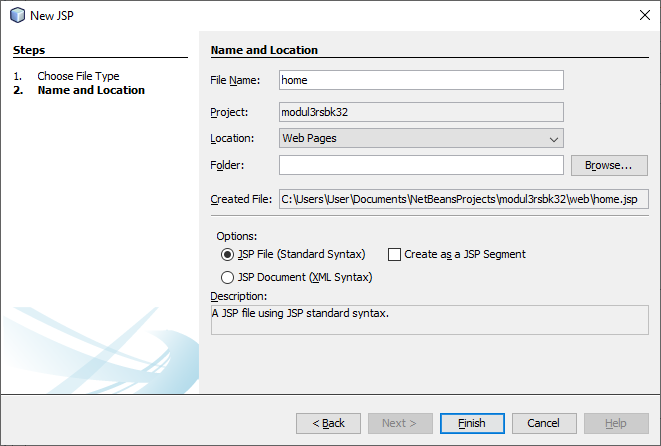 New JSP
Steps
1. Choose File Type
2. Name and Location
Name and Location
File Name: home
Project: modul3rsbk32
Location: Web Pages
Folder: Browse...
Created File: C:\Users\User\Documents\NetBeansProjects\modul3rsbk32\web\home.jsp
Options:
JSP File (Standard Syntax) Create as a JSP Segment
JSP Document (XML Syntax)
Description:
A JSP file using JSP standard syntax.
< Back Next > Finish Cancel Help